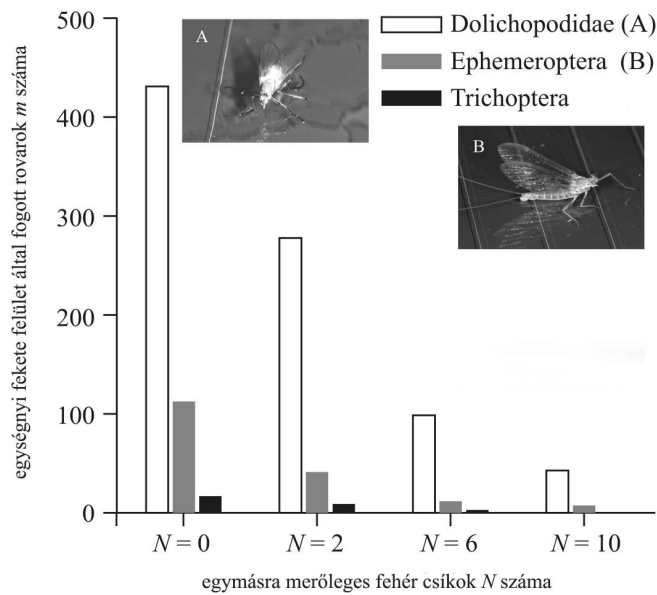 500
400
300
200
100
0
egységnyi fekete felület által fogott rovarok m száma
A
Dolichopodidae (A)
Ephemeroptera (B)
Trichoptera
B
N = 0
N = 2
N = 6
N = 10
egymásra merőleges fehér csíkok N száma